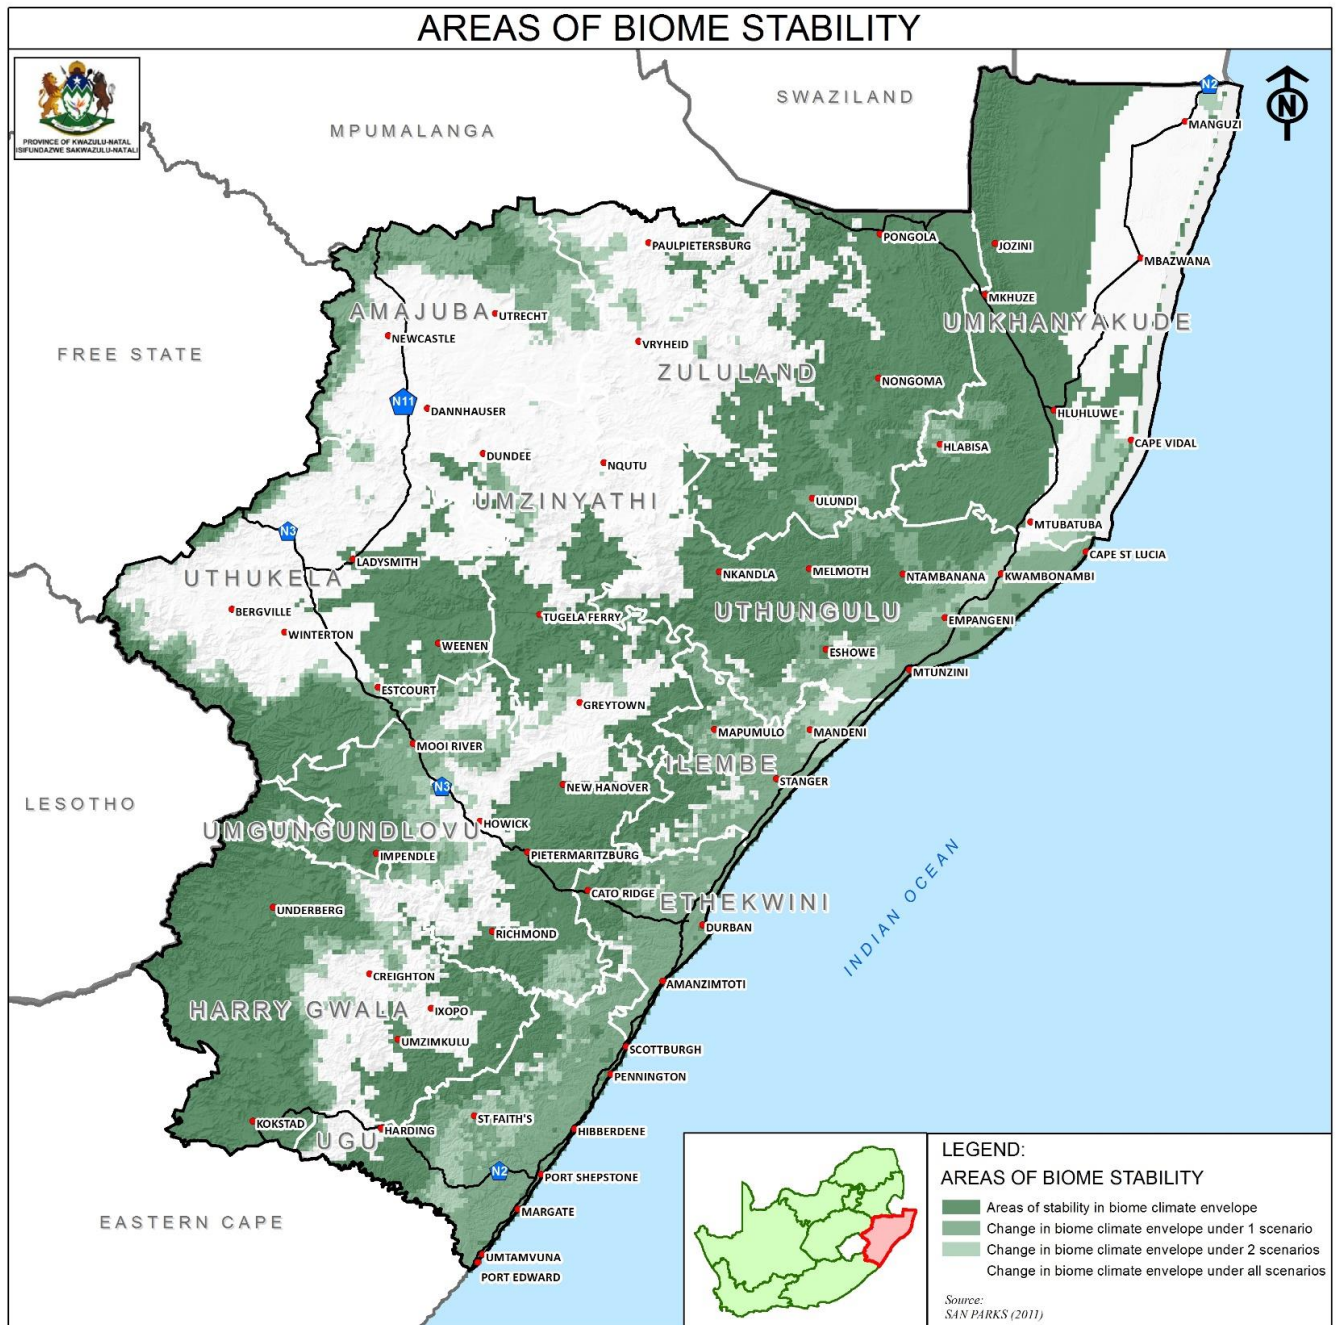 AREAS OF BIOME STABILITY
PROVINCE OF KWAZULU-NATAL
ISIFUNDAZWE SAKWAZULU-NATALI
SWAZILAND
MPUMALANGA
N
N2
MANGUZI
PAULPIETERSBURG
PONGOLA
JOZINI
MBAZWANA
MKHUZE
AMAJUBA
UTRECHT
UMKHANYAKUDE
NEWCASTLE
VRYHEID
FREE STATE
ZULULAND
NONGOMA
N11
DANNHAUSER
HLUHLUWE
CAPE VIDAL
HLABISA
DUNDEE
NQUTU
UMZINYATHI
ULUNDI
N3
MTUBATUBA
CAPE ST LUCIA
LADYSMITH
UTHUKELA
NKANDLA
MELMOTH
NTAMBANANA
KWAMBONAMBI
BERGVILLE
UTHUNGULU
TUGELA FERRY
EMPANGENI
WINTERTON
WEENEN
ESHOWE
MTUNZINI
ESTCOURT
GREYTOWN
MAPUMULO
MANDENI
MOOI RIVER
ILEMBE
STANGER
N3
NEW HANOVER
LESOTHO
HOWICK
UMGUNGUNDLOVU
IMPENDLE
PIETERMARITZBURG
CATO RIDGE
ETHEKWINI
UNDERBERG
DURBAN
RICHMOND
INDIAN OCEAN
CREIGHTON
AMANZIMTOTI
HARRY GWALA
IXOPO
UMZIMKULU
SCOTTBURGH
PENNINGTON
ST FAITH'S
KOKSTAD
HARDING
HIBBERDENE
UGU
N2
PORT SHEPSTONE
MARGATE
EASTERN CAPE
UMTAMVUNA
PORT EDWARD
LEGEND:
AREAS OF BIOME STABILITY
Areas of stability in biome climate envelope
Change in biome climate envelope under 1 scenario
Change in biome climate envelope under 2 scenarios
Change in biome climate envelope under all scenarios
Source:
SAN PARKS (2011)